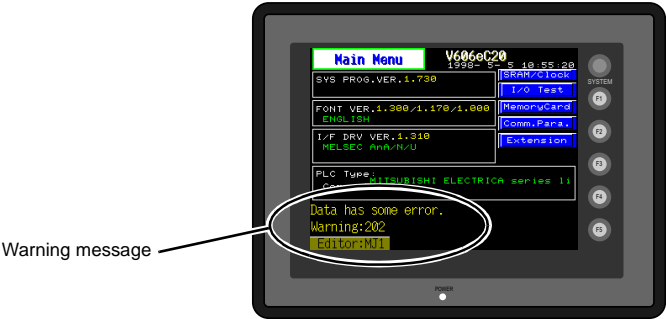 Main Menu
V606eC20
1998- 5- 5 10:55:20
SYS PROG.VER.1.730
SRAM/Clock
I/O Test
FONT VER.1.300/1.170/1.000
ENGLISH
MemoryCard
Comm.Para.
I/F DRV VER.1.310
MELSEC AnA/N/U
Extension
PLC Type:
MITSUBISHI ELECTRICA series li
Data has some error.
Warning:202
Editor:MJ1
SYSTEM
F1
F2
F3
F4
F5
POWER
Warning message